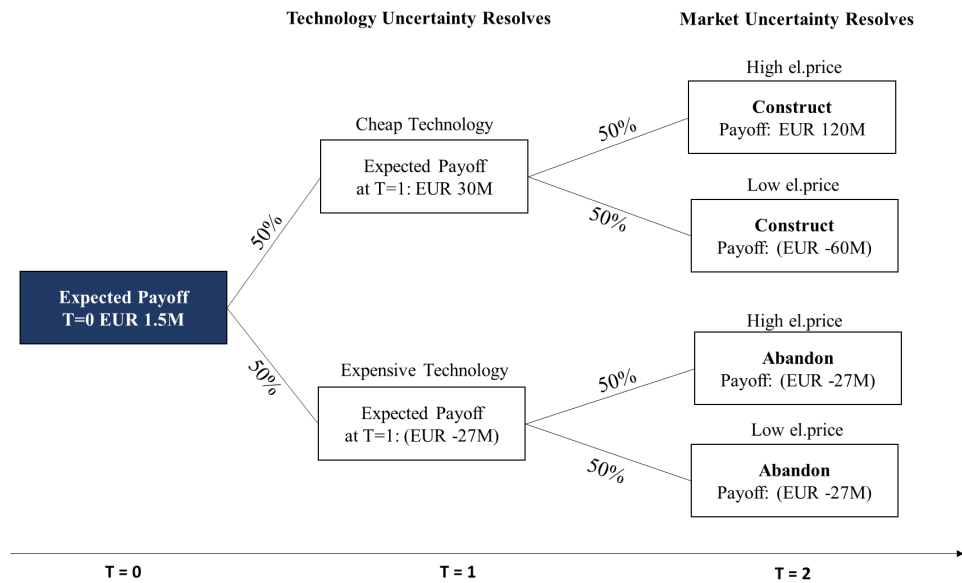 Technology Uncertainty Resolves
Market Uncertainty Resolves
High el.price
Construct
Payoff: EUR 120M
50%
Cheap Technology
Expected Payoff
at T=1: EUR 30M
Low el.price
50%
Construct
Payoff: (EUR -60M)
50%
Expected Payoff
T=0 EUR 1.5M
50%
High el.price
Expensive Technology
50%
Abandon
Payoff: (EUR -27M)
Expected Payoff
at T=1: (EUR -27M)
Low el.price
50%
Abandon
Payoff: (EUR -27M)
T = 0
T = 1
T = 2